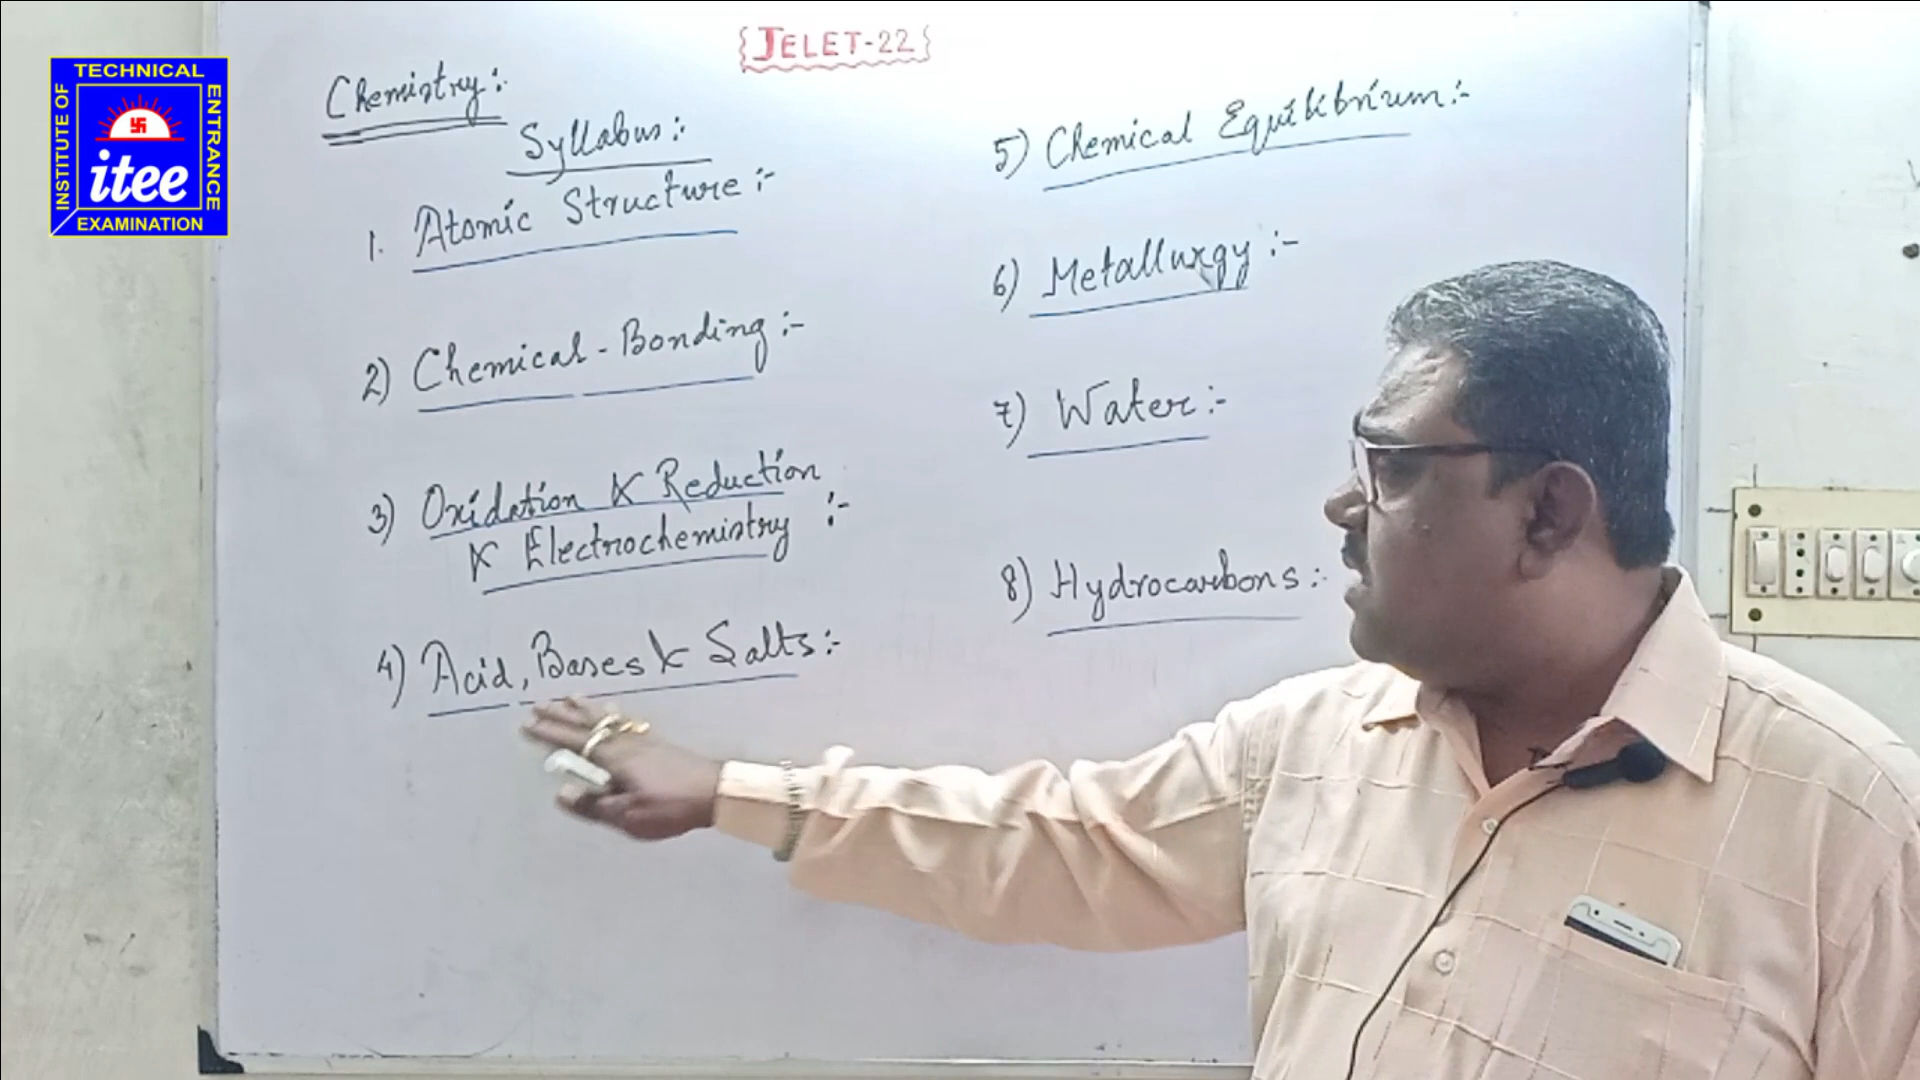 TECHNICAL
INSTITUTE OF
ENTRANCE
itee
EXAMINATION
{JELET-22}
Chemistry:-
Syllabus:-
1. Atomic Structure:-
2) Chemical-Bonding:-
3) Oxidation & Reduction
& Electrochemistry:-
4) Acid, Bases & Salts:-
5) Chemical Equilibrium:-
6) Metallurgy:-
7) Water:-
8) Hydrocarbons:-